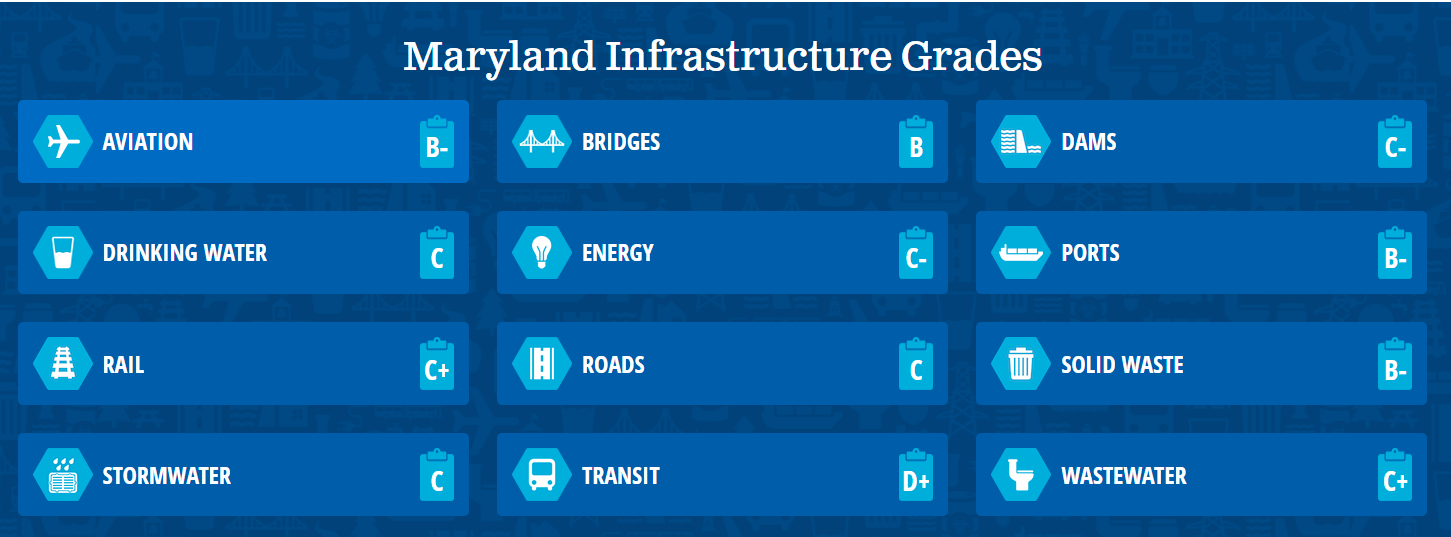 Maryland Infrastructure Grades
AVIATION B-
BRIDGES B
DAMS C-
DRINKING WATER C
ENERGY C-
PORTS B-
RAIL C+
ROADS C
SOLID WASTE B-
STORMWATER C
TRANSIT D+
WASTEWATER C+